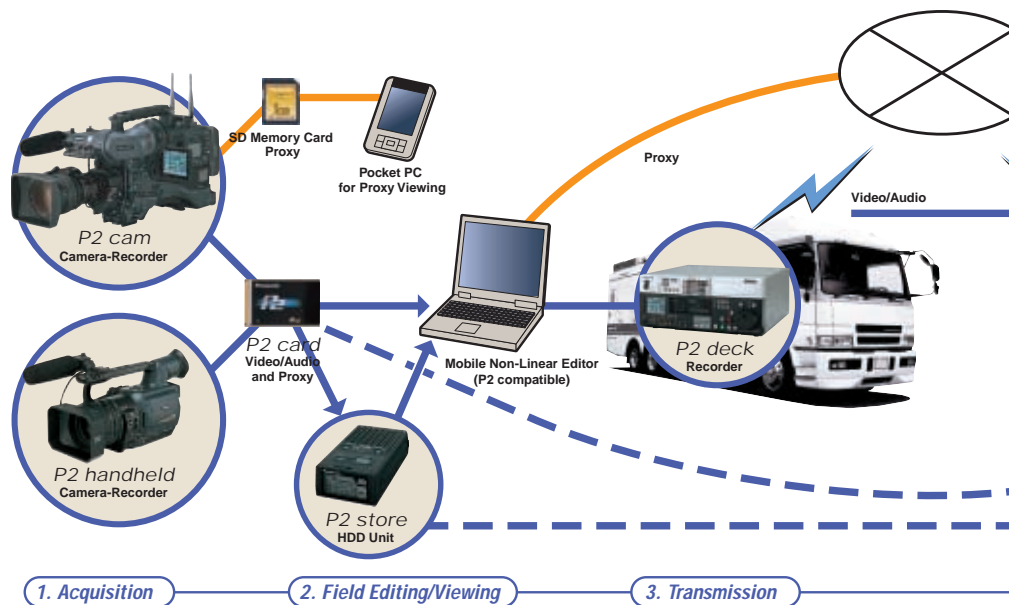 SD Memory Card
Proxy
Pocket PC
for Proxy Viewing
Proxy
Video/Audio
P2 cam
Camera-Recorder
P2 card
Video/Audio
and Proxy
Mobile Non-Linear Editor
(P2 compatible)
P2 deck
Recorder
P2 handheld
Camera-Recorder
P2 store
HDD Unit
1. Acquisition
2. Field Editing/Viewing
3. Transmission